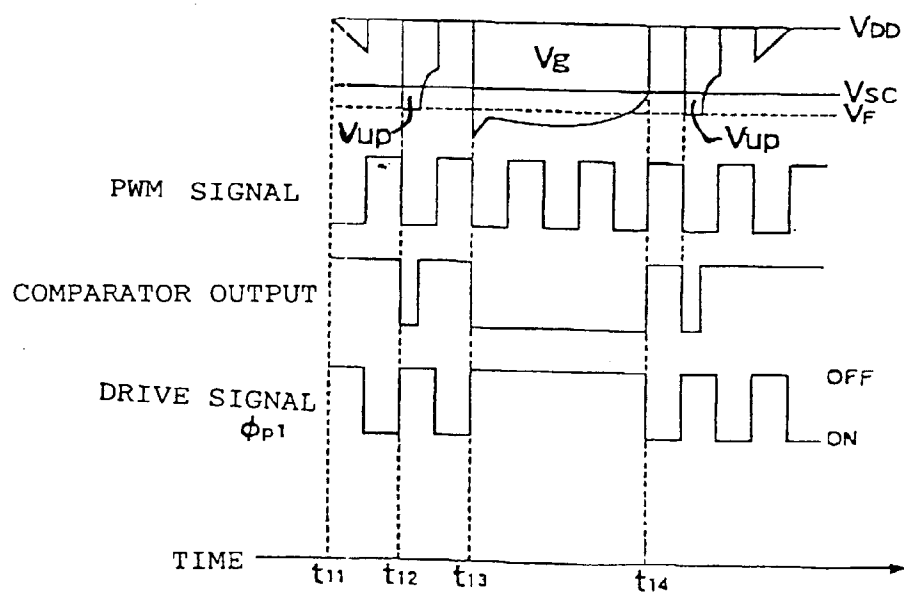 VDD
Vg
VSC
VF
Vup
Vup
PWM SIGNAL
COMPARATOR OUTPUT
DRIVE SIGNAL
ϕp1
OFF
ON
TIME
t11 t12 t13 t14